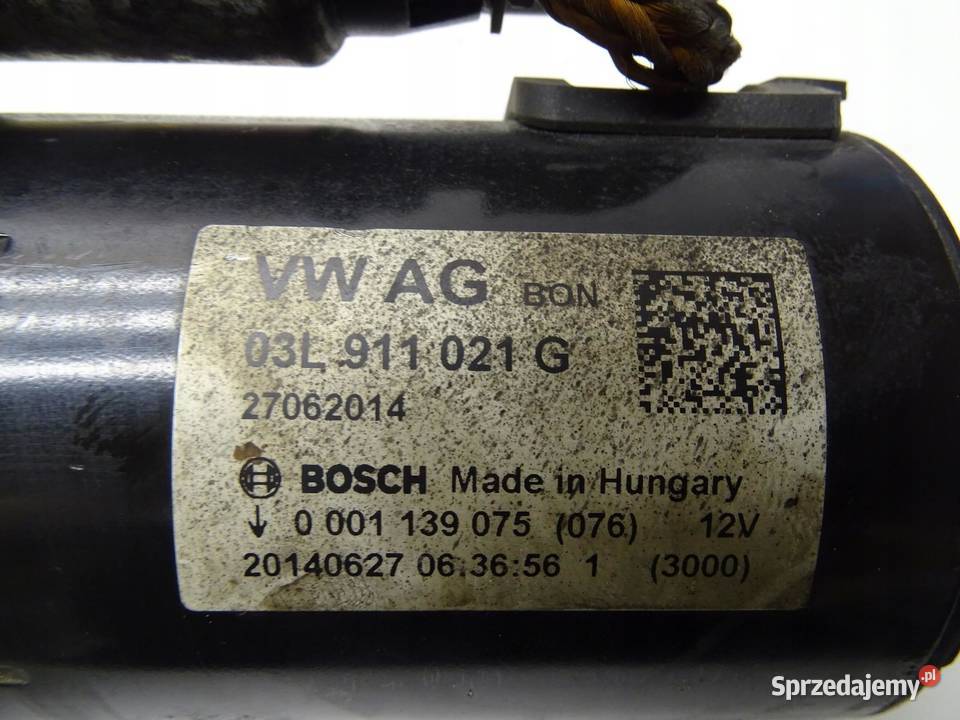 VW AG BON
03L 911 021 G
27062014
BOSCH Made in Hungary
↓ 0 001 139 075 (076) 12V
20140627 06:36:56 1 (3000)
Sprzedajemy.pl